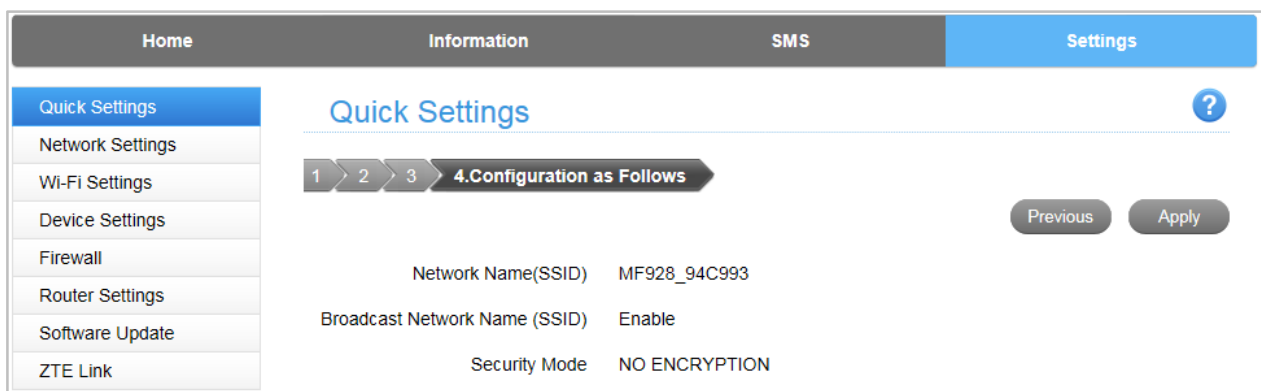 Home Information SMS Settings
Quick Settings
Network Settings
Wi-Fi Settings
Device Settings
Firewall
Router Settings
Software Update
ZTE Link
Quick Settings ?
1 2 3 4.Configuration as Follows
Previous Apply
Network Name(SSID) MF928_94C993
Broadcast Network Name (SSID) Enable
Security Mode NO ENCRYPTION